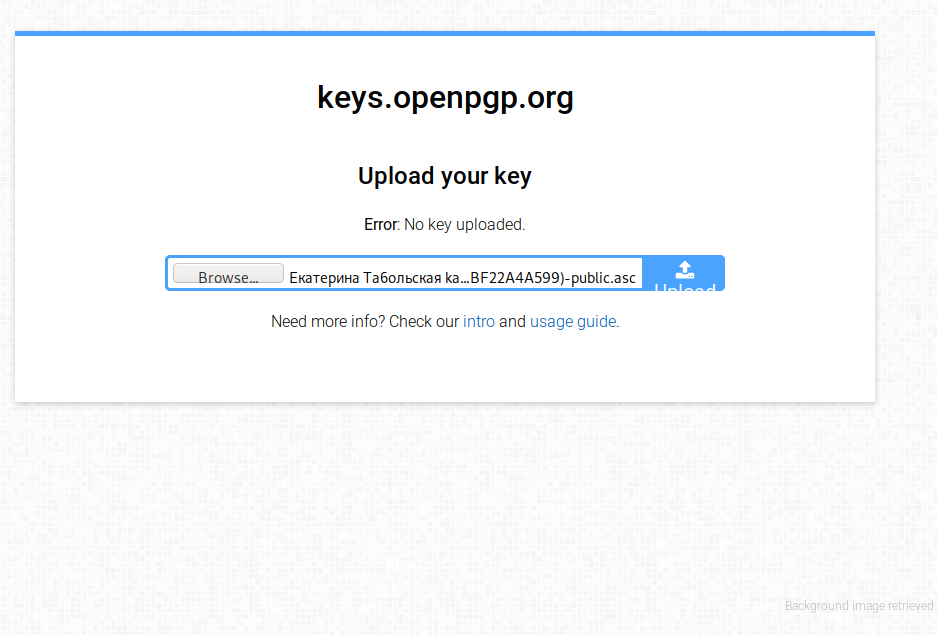 keys.openpgp.org
Upload your key
Error: No key uploaded.
Browse... Екатерина Табольская ka...BF22A4A599)-public.asc Upload
Need more info? Check our intro and usage guide.
Background image retrieved